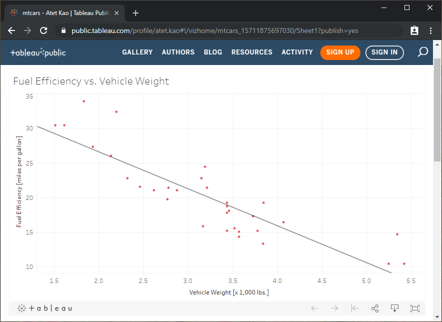 mtcars - Atet.Kao | Tableau Public
public.tableau.com/profile/atet.kao#!/vizhome/mtcars_15711875697030/Sheet1?publish=yes
+ab|eau:public GALLERY AUTHORS BLOG RESOURCES ACTIVITY SIGN UP SIGN IN
Fuel Efficiency vs. Vehicle Weight
Fuel Efficiency [miles per gallon]
35
30
25
20
15
10
1.5 2.0 2.5 3.0 3.5 4.0 4.5 5.0 5.5
Vehicle Weight [x 1,000 lbs.]
+ a b l e a u